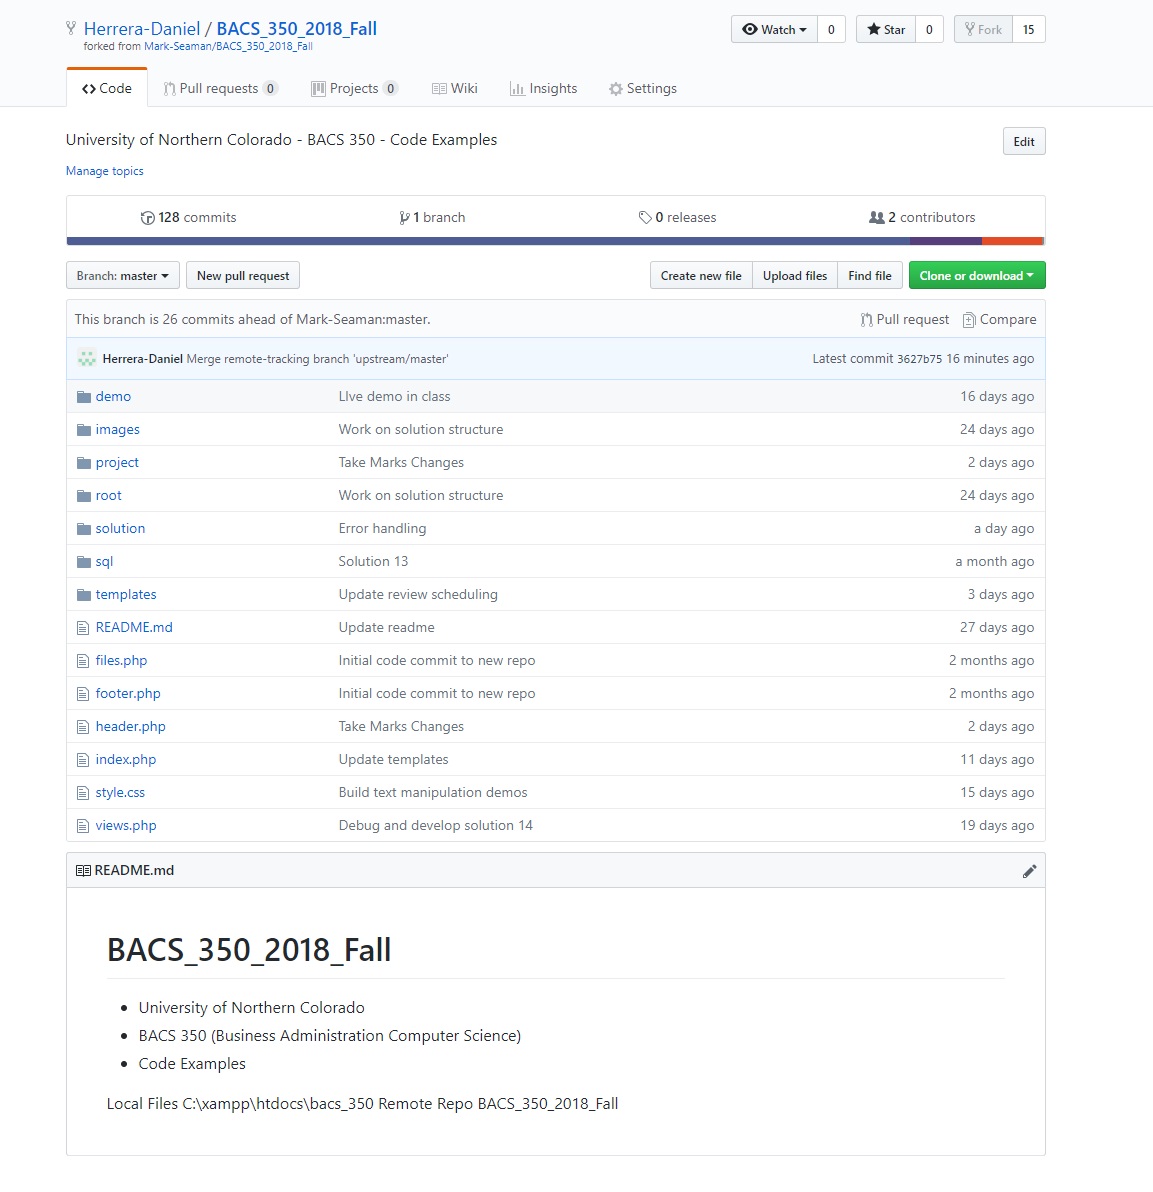 Herrera-Daniel / BACS_350_2018_Fall
Watch 0 Star 0 Fork 15
forked from Mark-Seaman/BACS_350_2018_Fall
Code Pull requests 0 Projects 0 Wiki Insights Settings
University of Northern Colorado - BACS 350 - Code Examples
Edit
Manage topics
128 commits 1 branch 0 releases 2 contributors
Branch: master New pull request Create new file Upload files Find file Clone or download
This branch is 26 commits ahead of Mark-Seaman:master. Pull request Compare
Herrera-Daniel Merge remote-tracking branch 'upstream/master' Latest commit 3627b75 16 minutes ago
demo LIve demo in class 16 days ago
images Work on solution structure 24 days ago
project Take Marks Changes 2 days ago
root Work on solution structure 24 days ago
solution Error handling a day ago
sql Solution 13 a month ago
templates Update review scheduling 3 days ago
README.md Update readme 27 days ago
files.php Initial code commit to new repo 2 months ago
footer.php Initial code commit to new repo 2 months ago
header.php Take Marks Changes 2 days ago
index.php Update templates 11 days ago
style.css Build text manipulation demos 15 days ago
views.php Debug and develop solution 14 19 days ago
README.md
BACS_350_2018_Fall
University of Northern Colorado
BACS 350 (Business Administration Computer Science)
Code Examples
Local Files C:\xampp\htdocs\bacs_350 Remote Repo BACS_350_2018_Fall